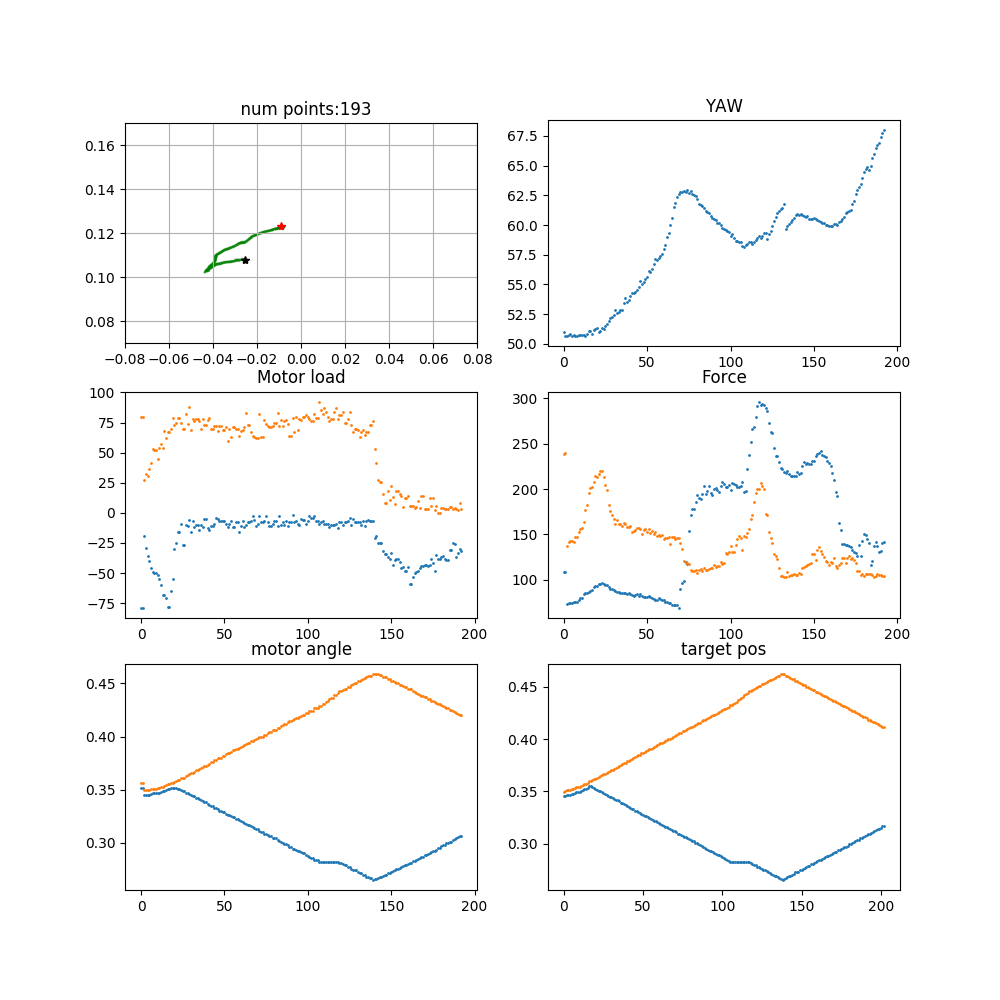 num points:193
YAW
0.16
0.14
0.12
0.10
0.08
−0.08 −0.06 −0.04 −0.02 0.00 0.02 0.04 0.06 0.08
67.5
65.0
62.5
60.0
57.5
55.0
52.5
50.0
0 50 100 150 200
Motor load
Force
100
75
50
25
0
−25
−50
−75
0 50 100 150 200
300
250
200
150
100
0 50 100 150 200
motor angle
target pos
0.45
0.40
0.35
0.30
0 50 100 150 200
0.45
0.40
0.35
0.30
0 50 100 150 200